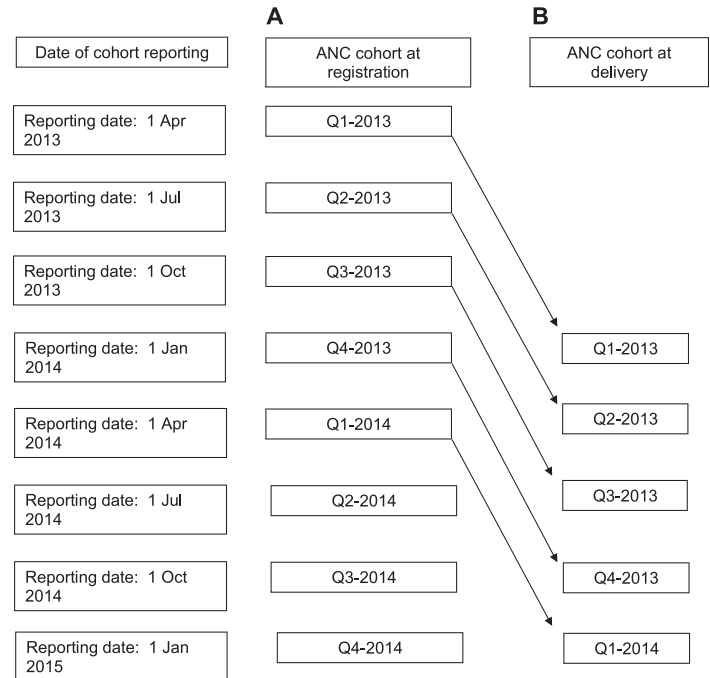 A
B
Date of cohort reporting
ANC cohort at
registration
ANC cohort at
delivery
Reporting date: 1 Apr
2013
Q1-2013
Reporting date: 1 Jul
2013
Q2-2013
Reporting date: 1 Oct
2013
Q3-2013
Reporting date: 1 Jan
2014
Q4-2013
Q1-2013
Reporting date: 1 Apr
2014
Q1-2014
Q2-2013
Reporting date: 1 Jul
2014
Q2-2014
Q3-2013
Reporting date: 1 Oct
2014
Q3-2014
Q4-2013
Reporting date: 1 Jan
2015
Q4-2014
Q1-2014